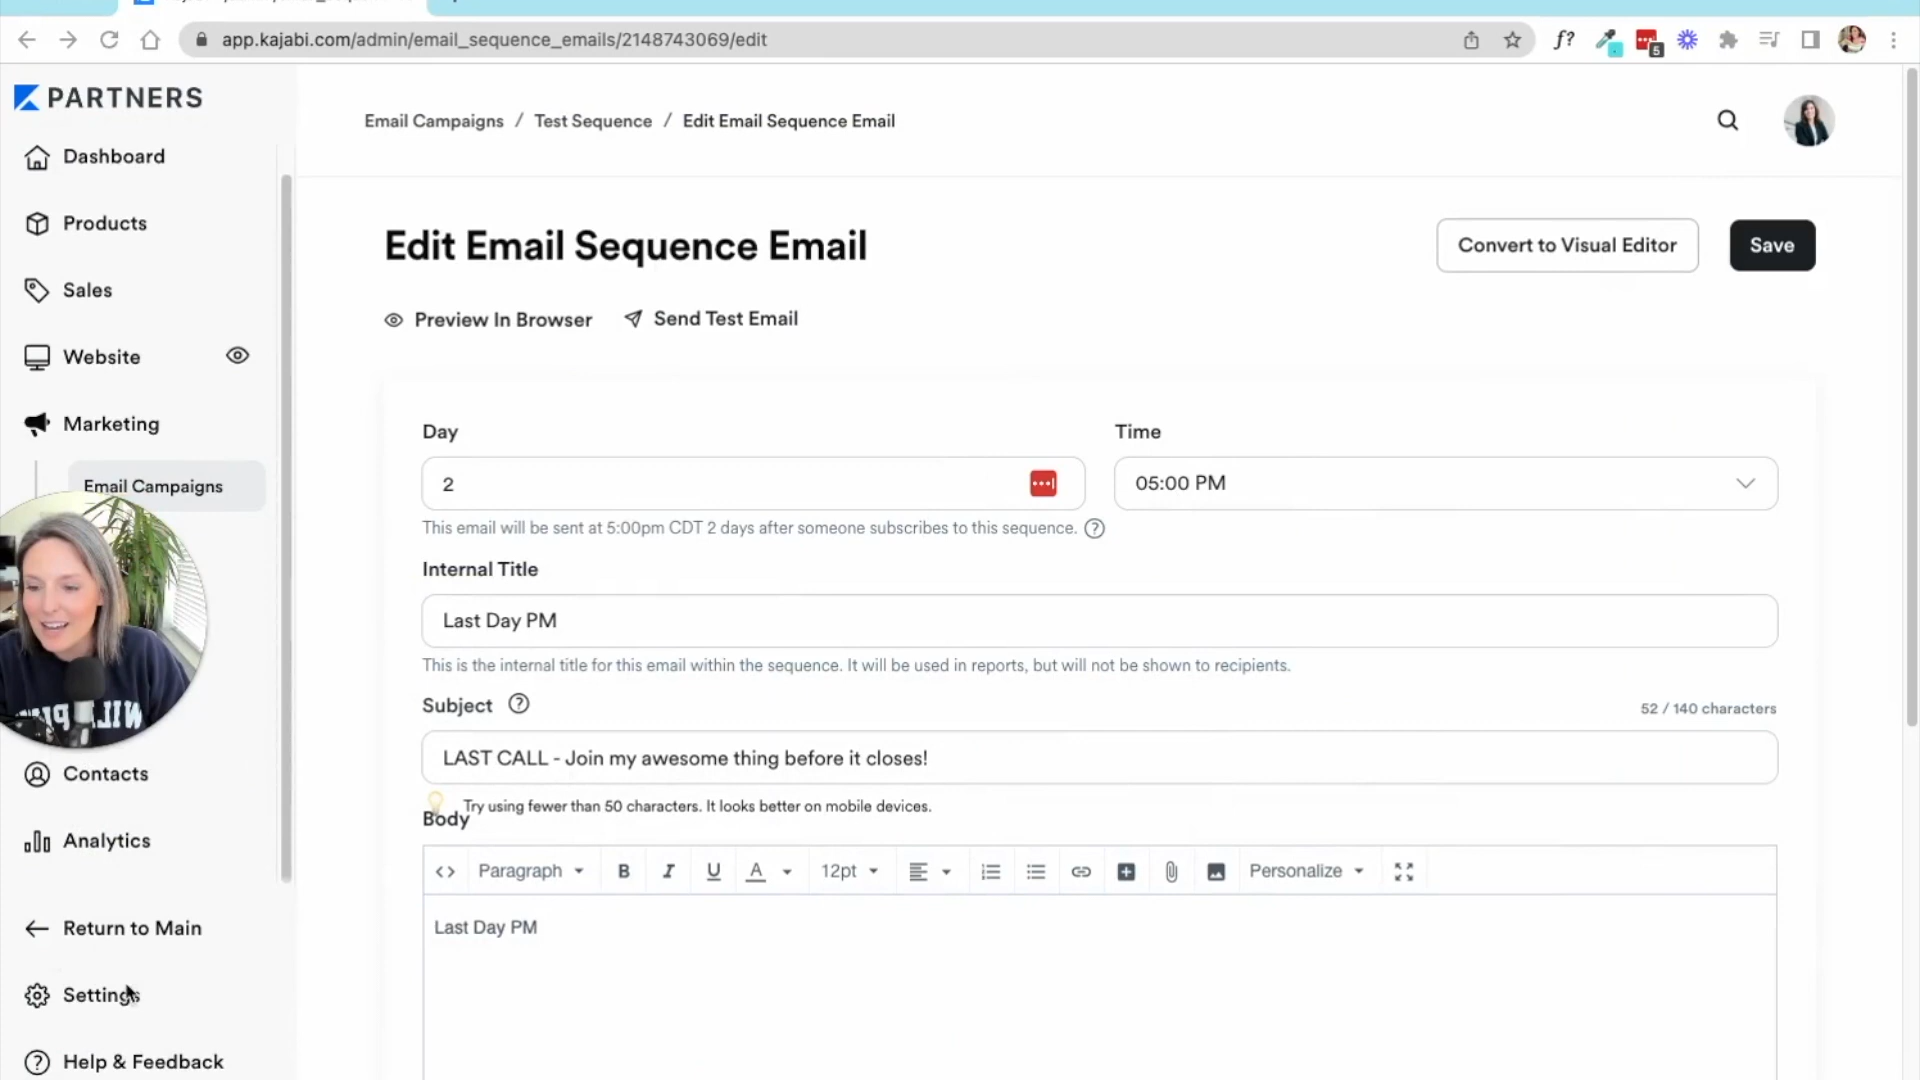 app.kajabi.com/admin/email_sequence_emails/2148743069/edit
f?
5
PARTNERS
Dashboard
Products
Sales
Website
Marketing
Email Campaigns
Contacts
Analytics
Return to Main
Settings
Help & Feedback
Email Campaigns / Test Sequence / Edit Email Sequence Email
Edit Email Sequence Email
Convert to Visual Editor
Save
Preview In Browser
Send Test Email
Day
Time
2
05:00 PM
This email will be sent at 5:00pm CDT 2 days after someone subscribes to this sequence.
Internal Title
Last Day PM
This is the internal title for this email within the sequence. It will be used in reports, but will not be shown to recipients.
Subject
52 / 140 characters
LAST CALL - Join my awesome thing before it closes!
Try using fewer than 50 characters. It looks better on mobile devices.
Body
Paragraph B I U A 12pt Personalize
Last Day PM